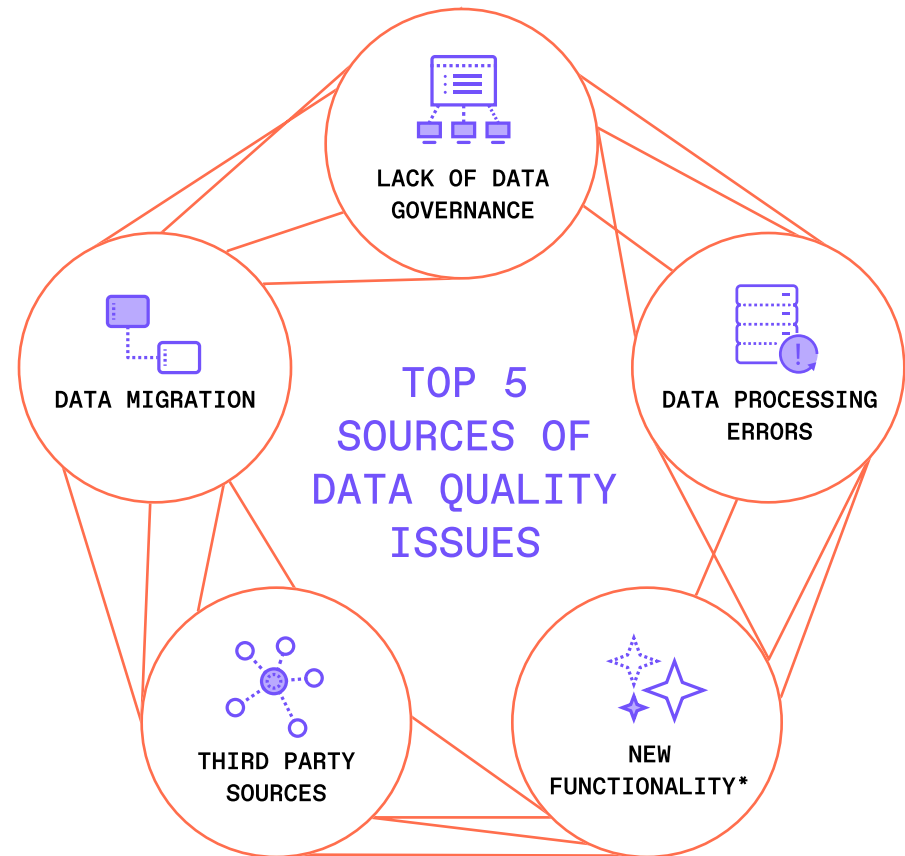 LACK OF DATA
GOVERNANCE
DATA MIGRATION
DATA PROCESSING
ERRORS
TOP 5
SOURCES OF
DATA QUALITY
ISSUES
THIRD PARTY
SOURCES
NEW
FUNCTIONALITY*